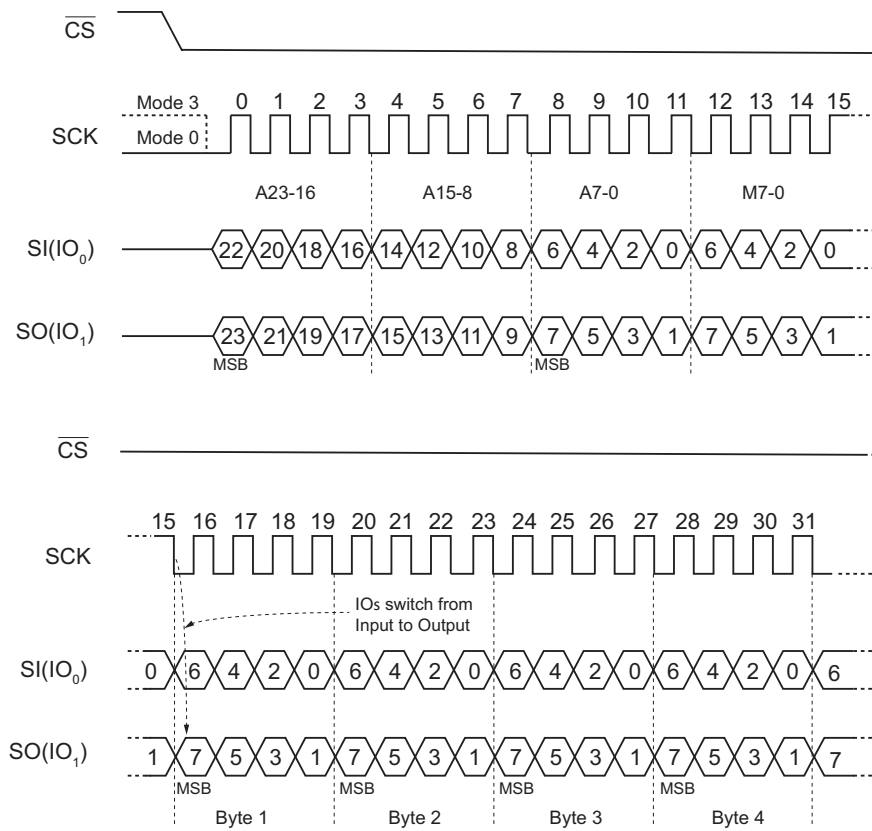 CS
Mode 3 0 1 2 3 4 5 6 7 8 9 10 11 12 13 14 15
SCK
Mode 0
A23-16 A15-8 A7-0 M7-0
SI(IO0) 22 20 18 16 14 12 10 8 6 4 2 0 6 4 2 0
SO(IO1) 23 21 19 17 15 13 11 9 7 5 3 1 7 5 3 1
MSB MSB
CS
15 16 17 18 19 20 21 22 23 24 25 26 27 28 29 30 31
SCK
IOs switch from
Input to Output
SI(IO0) 0 6 4 2 0 6 4 2 0 6 4 2 0 6 4 2 0 6
SO(IO1) 1 7 5 3 1 7 5 3 1 7 5 3 1 7 5 3 1 7
MSB MSB MSB MSB
Byte 1 Byte 2 Byte 3 Byte 4